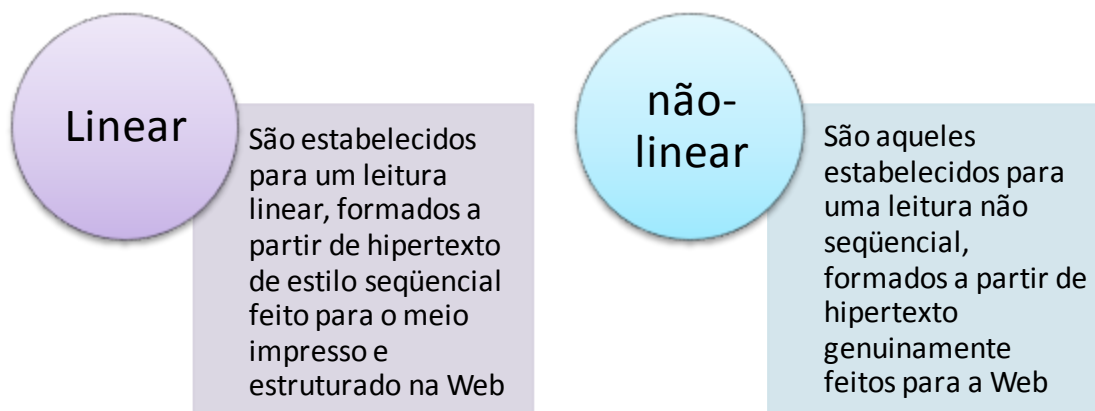 Linear
São estabelecidos
para um leitura
linear, formados a
partir de hipertexto
de estilo seqüencial
feito para o meio
impresso e
estruturado na Web
não-
linear
São aqueles
estabelecidos para
uma leitura não
seqüencial,
formados a partir de
hipertexto
genuinamente
feitos para a Web